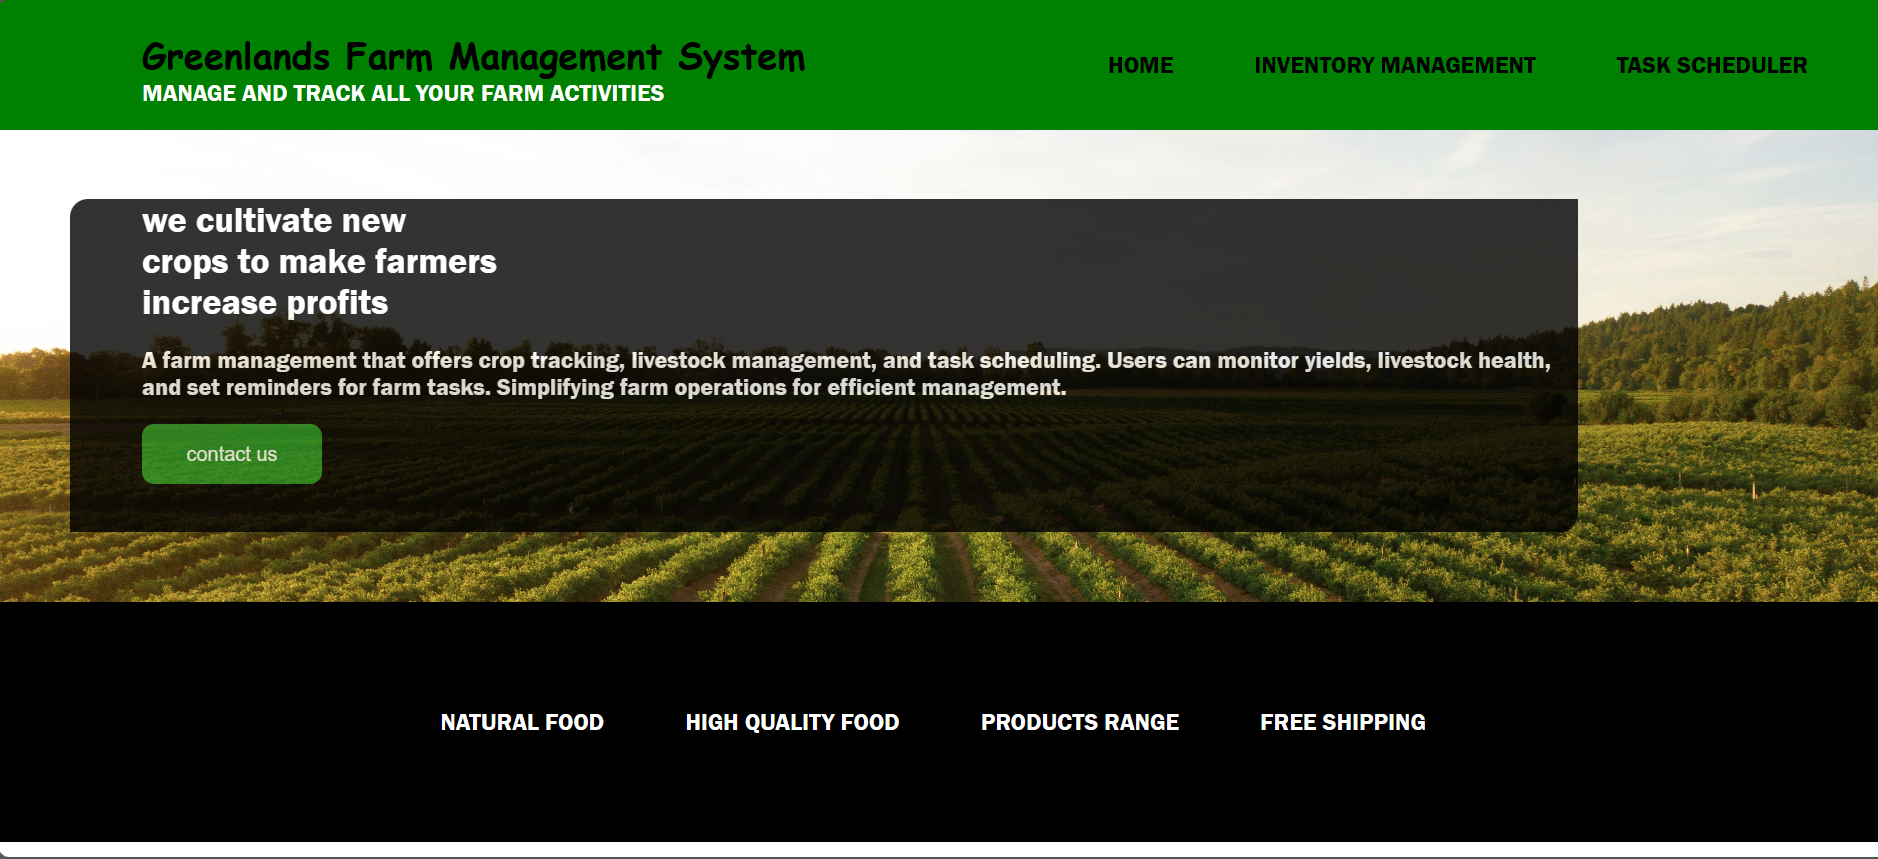 Greenlands Farm Management System
MANAGE AND TRACK ALL YOUR FARM ACTIVITIES
HOME
INVENTORY MANAGEMENT
TASK SCHEDULER
we cultivate new
crops to make farmers
increase profits
A farm management that offers crop tracking, livestock management, and task scheduling. Users can monitor yields, livestock health,
and set reminders for farm tasks. Simplifying farm operations for efficient management.
contact us
NATURAL FOOD
HIGH QUALITY FOOD
PRODUCTS RANGE
FREE SHIPPING